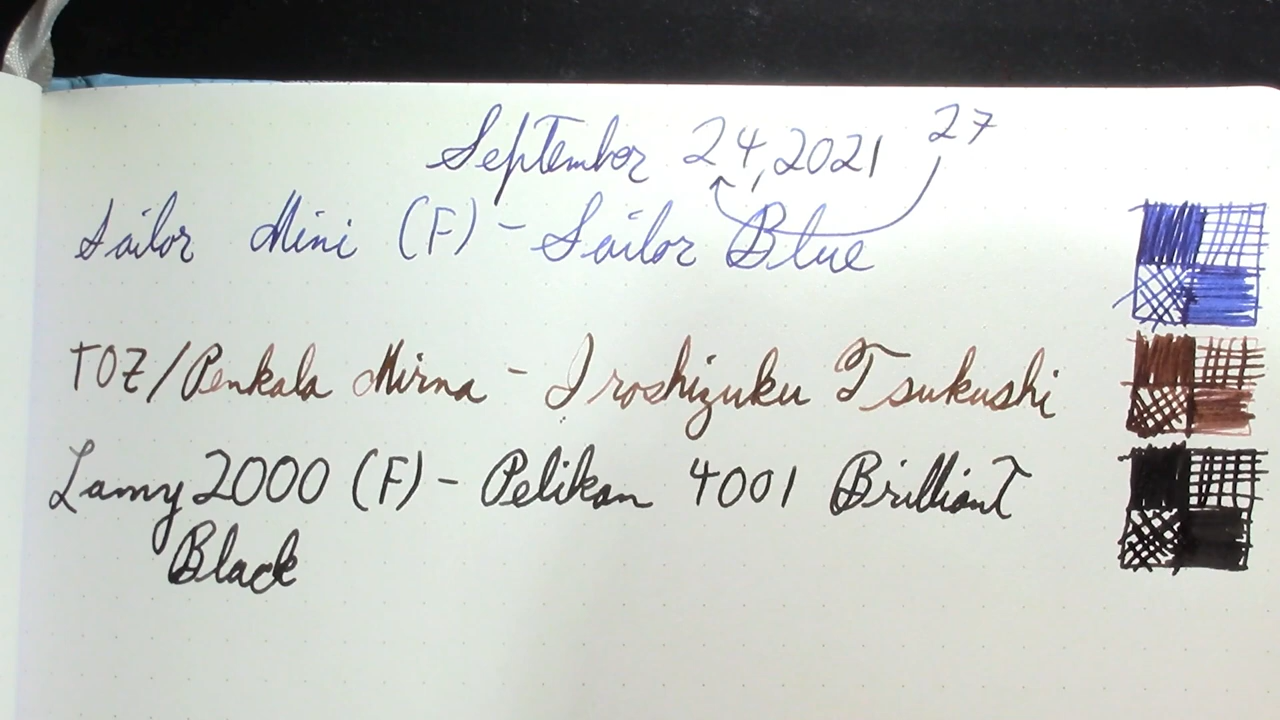 September 24, 2021 27
Sailor Mini (F) - Sailor Blue
TOZ/Penkala Mirna - Iroshizuku Tsukushi
Lamy 2000 (F) - Pelikan 4001 Brilliant
Black